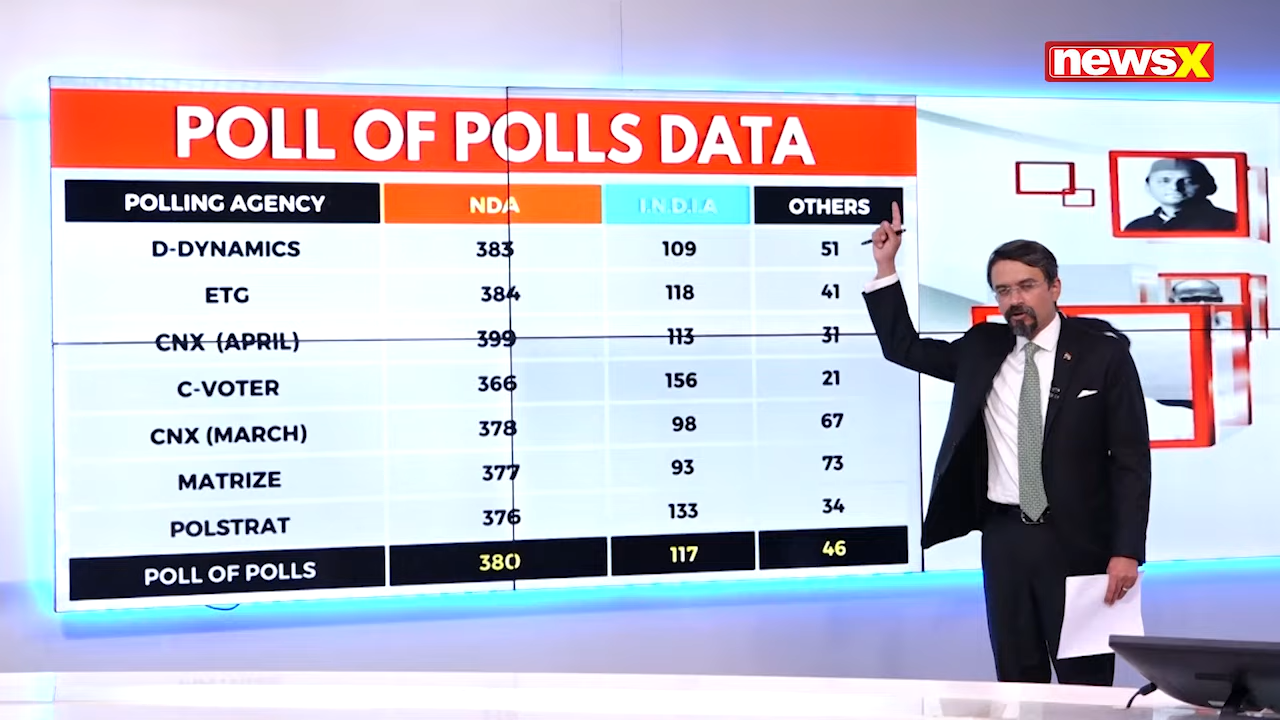 newsX
POLL OF POLLS DATA
POLLING AGENCY NDA I.N.D.I.A OTHERS
D-DYNAMICS 383 109 51
ETG 384 118 41
CNX (APRIL) 399 113 31
C-VOTER 366 156 21
CNX (MARCH) 378 98 67
MATRIZE 377 93 73
POLSTRAT 376 133 34
POLL OF POLLS 380 117 46